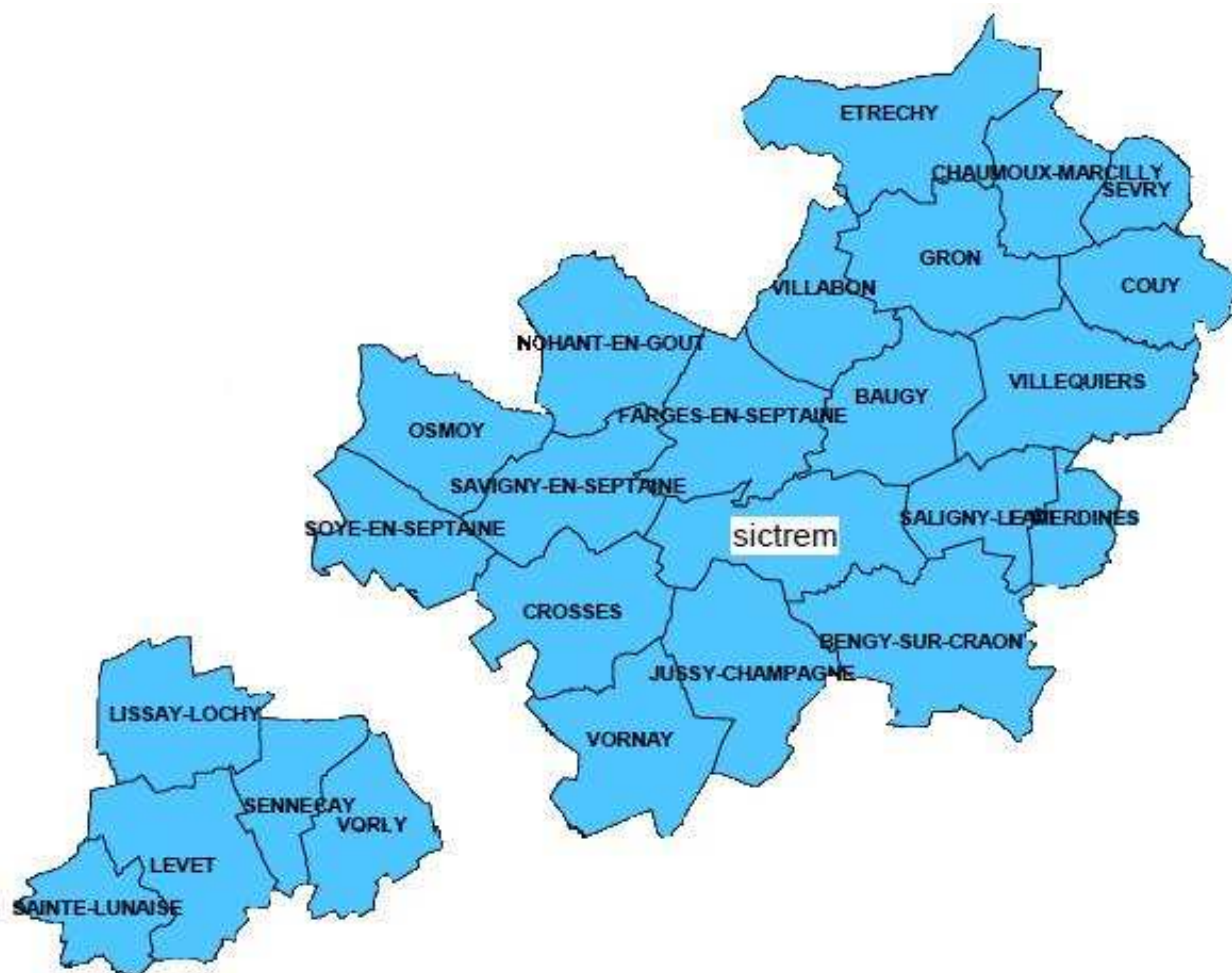 ETRECHY
CHAUMOUX-MARCILLY
SEVRY
GRON
COUY
VILLABON
NOHANT-EN-GOUT
VILLEQUIERS
BAUGY
FARGES-EN-SEPTAINE
OSMOY
SAVIGNY-EN-SEPTAINE
SALIGNY-LE
SOYE-EN-SEPTAINE
sictrem
CROSSES
BENGY-SUR-CRAON
JUSSY-CHAMPAGNE
LISSAY-LOCHY
VORNAY
SENNECAY
VORLY
LEVET
SAINTE-LUNAISE